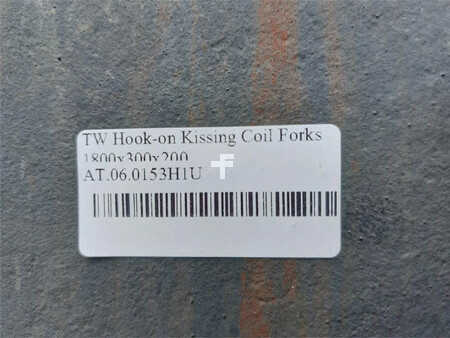 TW Hook-on Kissing Coil Forks
1800x300x200
AT.06.0153H1U